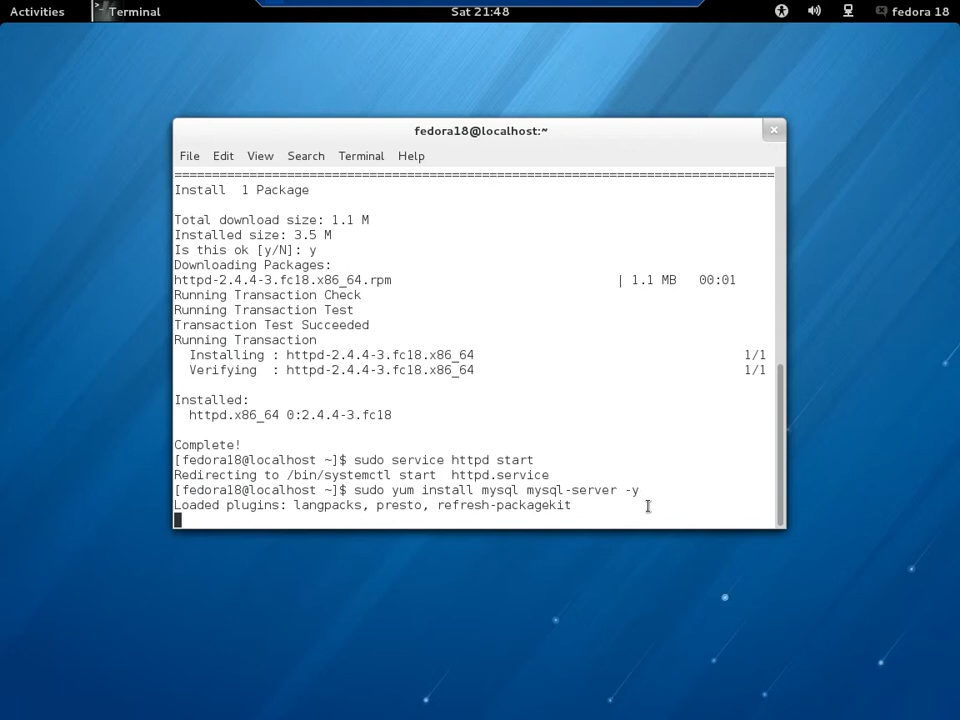 Activities
Terminal
Sat 21:48
fedora 18
fedora18@localhost:~
File Edit View Search Terminal Help
================================================================================
Install  1 Package
Total download size: 1.1 M
Installed size: 3.5 M
Is this ok [y/N]: y
Downloading Packages:
httpd-2.4.4-3.fc18.x86_64.rpm | 1.1 MB 00:01
Running Transaction Check
Running Transaction Test
Transaction Test Succeeded
Running Transaction
Installing : httpd-2.4.4-3.fc18.x86_64 1/1
Verifying  : httpd-2.4.4-3.fc18.x86_64 1/1
Installed:
httpd.x86_64 0:2.4.4-3.fc18
Complete!
[fedora18@localhost ~]$ sudo service httpd start
Redirecting to /bin/systemctl start  httpd.service
[fedora18@localhost ~]$ sudo yum install mysql mysql-server -y
Loaded plugins: langpacks, presto, refresh-packagekit